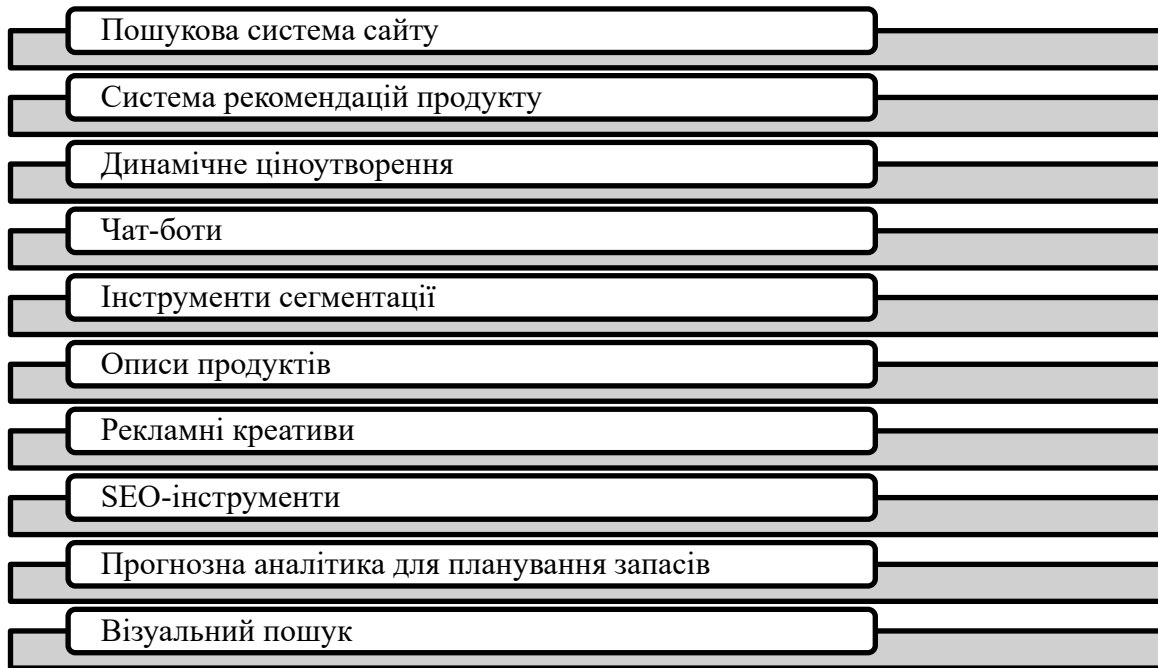 Пошукова система сайту
Система рекомендацій продукту
Динамічне ціноутворення
Чат-боти
Інструменти сегментації
Описи продуктів
Рекламні креативи
SEO-інструменти
Прогнозна аналітика для планування запасів
Візуальний пошук